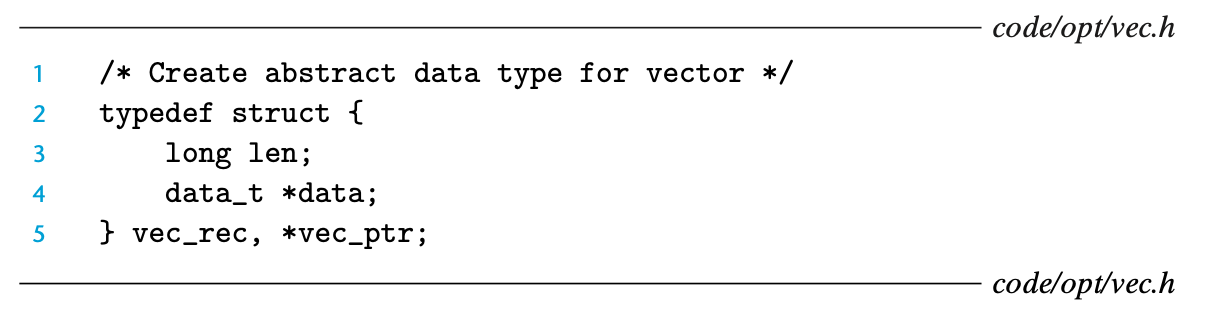 code/opt/vec.h
1 /* Create abstract data type for vector */
2 typedef struct {
3     long len;
4     data_t *data;
5 } vec_rec, *vec_ptr;
code/opt/vec.h